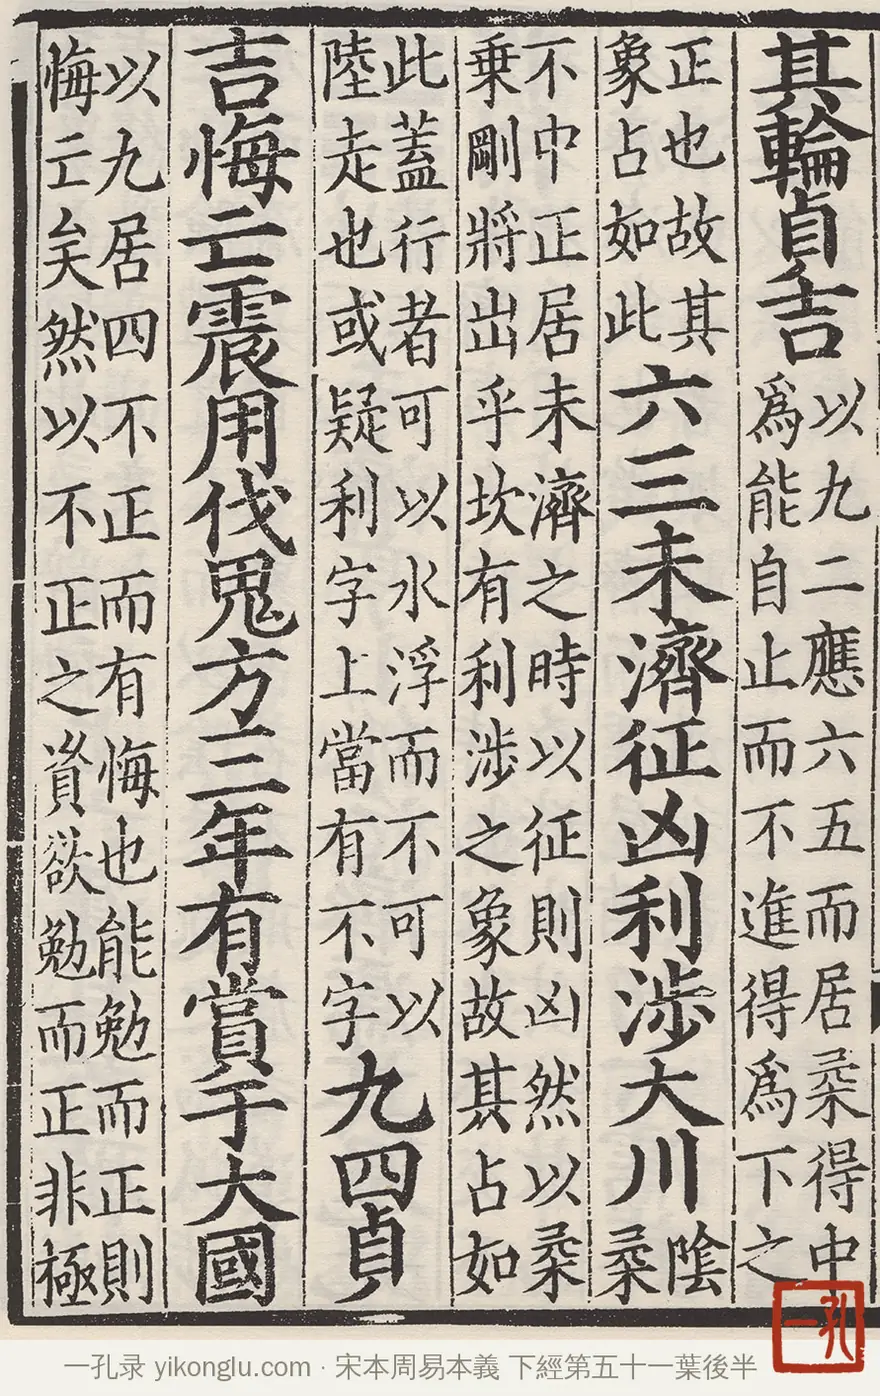 其輪貞吉
以九二應六五而居柔得中
爲能自止而不進得爲下之
正也故其
象占如此
六三未濟征凶利涉大川
陰
柔
不中正居未濟之時以征則凶然以柔
乗剛將出乎坎有利涉之象故其占如
此蓋行者可以水浮而不可以
陸走也或疑利字上當有不字
九四貞
吉悔亡震用伐鬼方三年有賞于大國
以九居四不正而有悔也能勉而正則
悔亡矣然以不正之資欲勉而正非極
一孔
一孔录 yikonglu.com · 宋本周易本義 下經第五十一葉後半